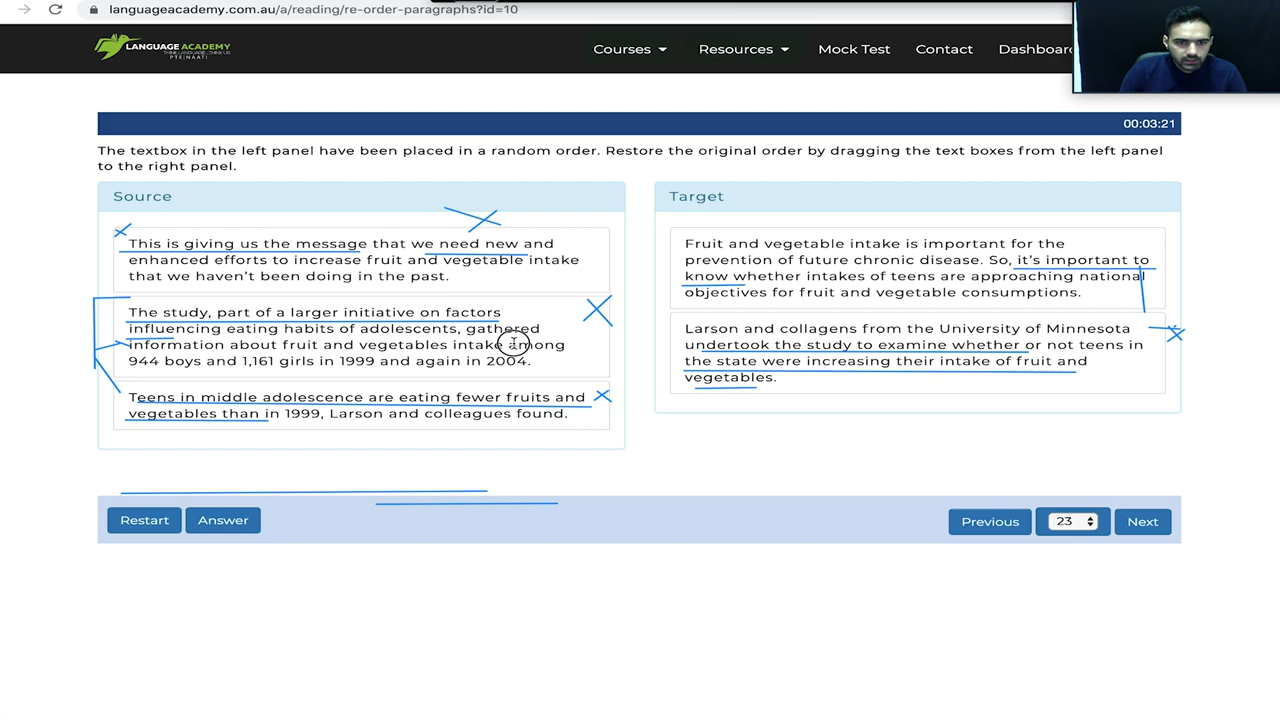 languageacademy.com.au/a/reading/re-order-paragraphs?id=10
LANGUAGE ACADEMY
THINK LANGUAGE - THINK US
PTE|NAATI
Courses
Resources
Mock Test
Contact
Dashboard
00:03:21
The textbox in the left panel have been placed in a random order. Restore the original order by dragging the text boxes from the left panel
to the right panel.
Source
This is giving us the message that we need new and
enhanced efforts to increase fruit and vegetable intake
that we haven't been doing in the past.
The study, part of a larger initiative on factors
influencing eating habits of adolescents, gathered
information about fruit and vegetables intake among
944 boys and 1,161 girls in 1999 and again in 2004.
Teens in middle adolescence are eating fewer fruits and
vegetables than in 1999, Larson and colleagues found.
Target
Fruit and vegetable intake is important for the
prevention of future chronic disease. So, it's important to
know whether intakes of teens are approaching national
objectives for fruit and vegetable consumptions.
Larson and collagens from the University of Minnesota
undertook the study to examine whether or not teens in
the state were increasing their intake of fruit and
vegetables.
Restart
Answer
Previous
23
Next